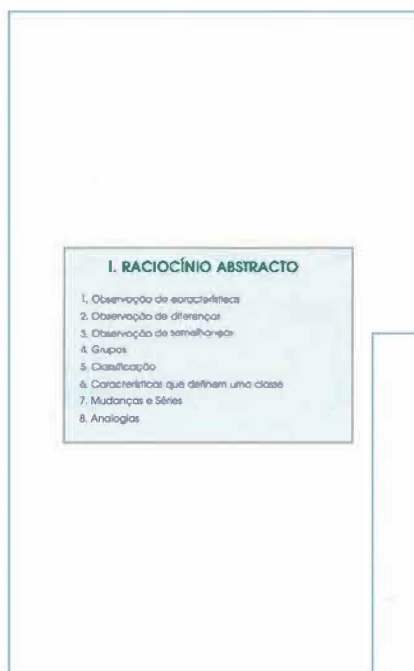 I. RACIOCÍNIO ABSTRACTO
1. Observação de características
2. Observação de diferenças
3. Observação de semelhanças
4. Grupos
5. Classificação
6. Características que definem uma classe
7. Mudanças e Séries
8. Analogias